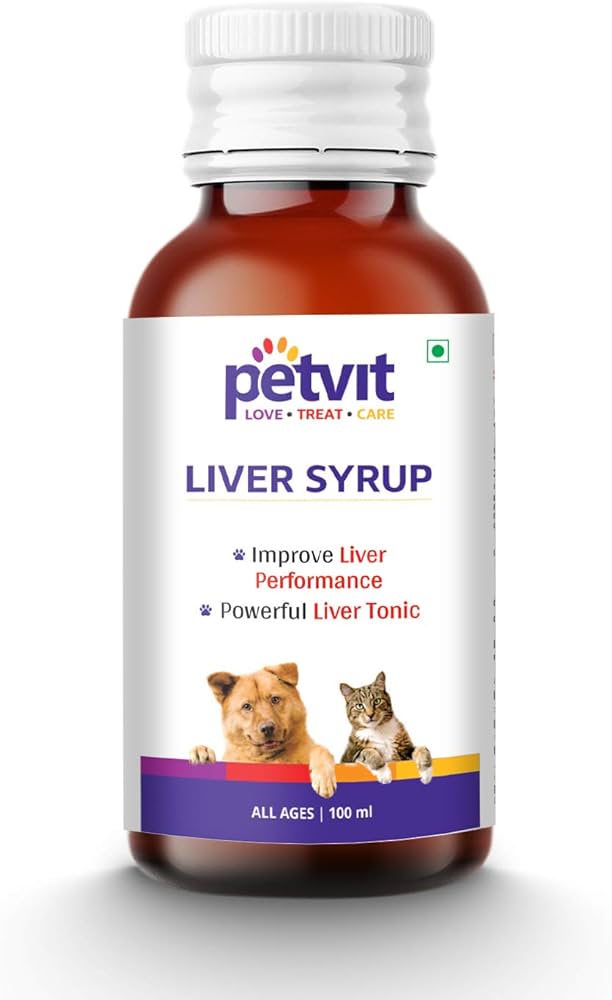 petvit
LOVE • TREAT • CARE
LIVER SYRUP
Improve Liver
Performance
Powerful Liver Tonic
ALL AGES | 100 ml